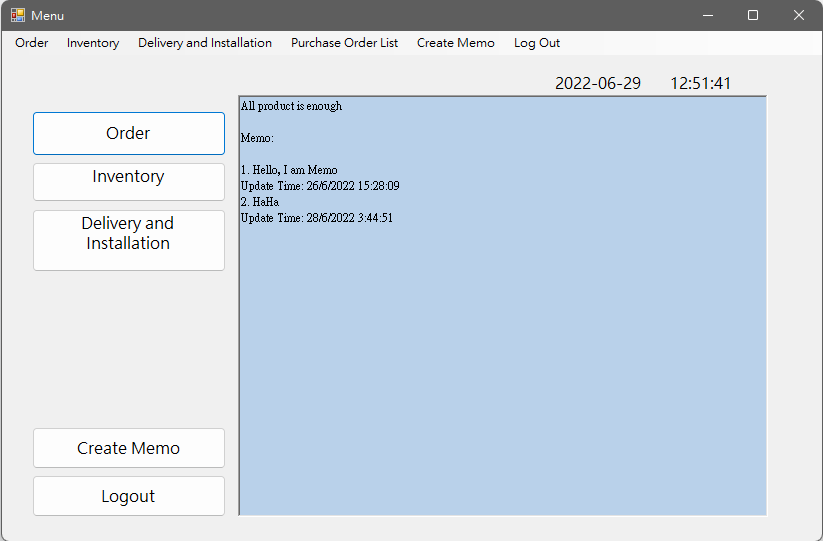 Menu
Order Inventory Delivery and Installation Purchase Order List Create Memo Log Out
2022-06-29 12:51:41
Order
Inventory
Delivery and
Installation
Create Memo
Logout
All product is enough
Memo:
1. Hello, I am Memo
Update Time: 26/6/2022 15:28:09
2. HaHa
Update Time: 28/6/2022 3:44:51